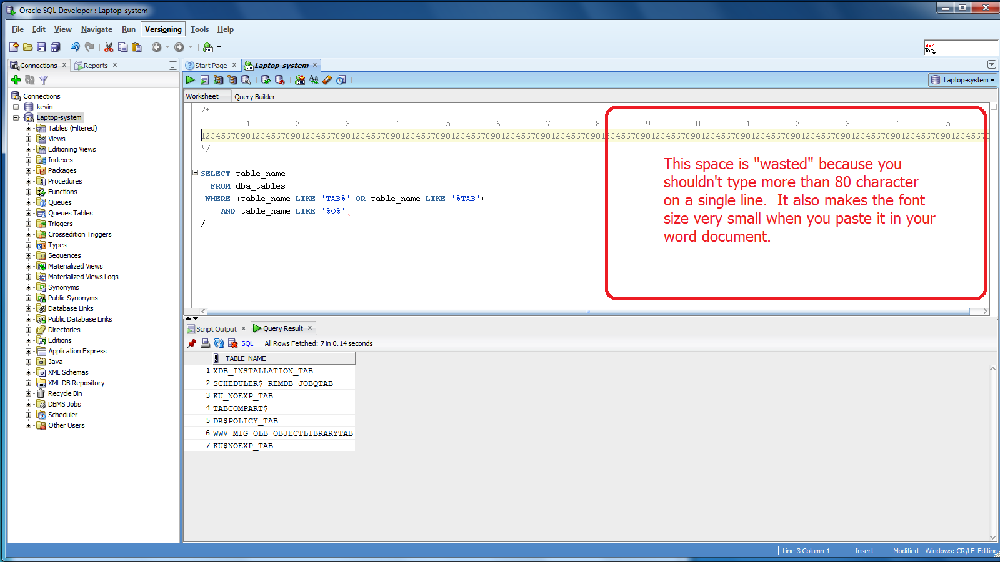 Oracle SQL Developer : Laptop-system
File Edit View Navigate Run Versioning Tools Help
ask
Tom
Connections x Reports x
Start Page x Laptop-system x
Laptop-system
Worksheet Query Builder
Connections
kevin
Laptop-system
Tables (Filtered)
Views
Editioning Views
Indexes
Packages
Procedures
Functions
Queues
Queues Tables
Triggers
Crossedition Triggers
Types
Sequences
Materialized Views
Materialized Views Logs
Synonyms
Public Synonyms
Database Links
Public Database Links
Directories
Editions
Application Express
Java
XML Schemas
XML DB Repository
Recycle Bin
DBMS Jobs
Scheduler
Other Users
/*
1 2 3 4 5 6 7 8 9 0 1 2 3 4 5
123456789012345678901234567890123456789012345678901234567890123456789012345678901234567890123456789012345678901234567890123456789012345678901234567890123456778
*/
SELECT table_name
FROM dba_tables
WHERE (table_name LIKE 'TAB%' OR table_name LIKE '%TAB')
AND table_name LIKE '%O%'
/
This space is "wasted" because you
shouldn't type more than 80 character
on a single line. It also makes the font
size very small when you paste it in your
word document.
Script Output x Query Result x
SQL All Rows Fetched: 7 in 0.14 seconds
TABLE_NAME
1 XDB_INSTALLATION_TAB
2 SCHEDULER$_REMDB_JOBQTAB
3 KU_NOEXP_TAB
4 TABCOMPART$
5 DR$POLICY_TAB
6 WWV_MIG_OLB_OBJECTLIBRARYTAB
7 KU$NOEXP_TAB
Line 3 Column 1 Insert Modified Windows: CR/LF Editing